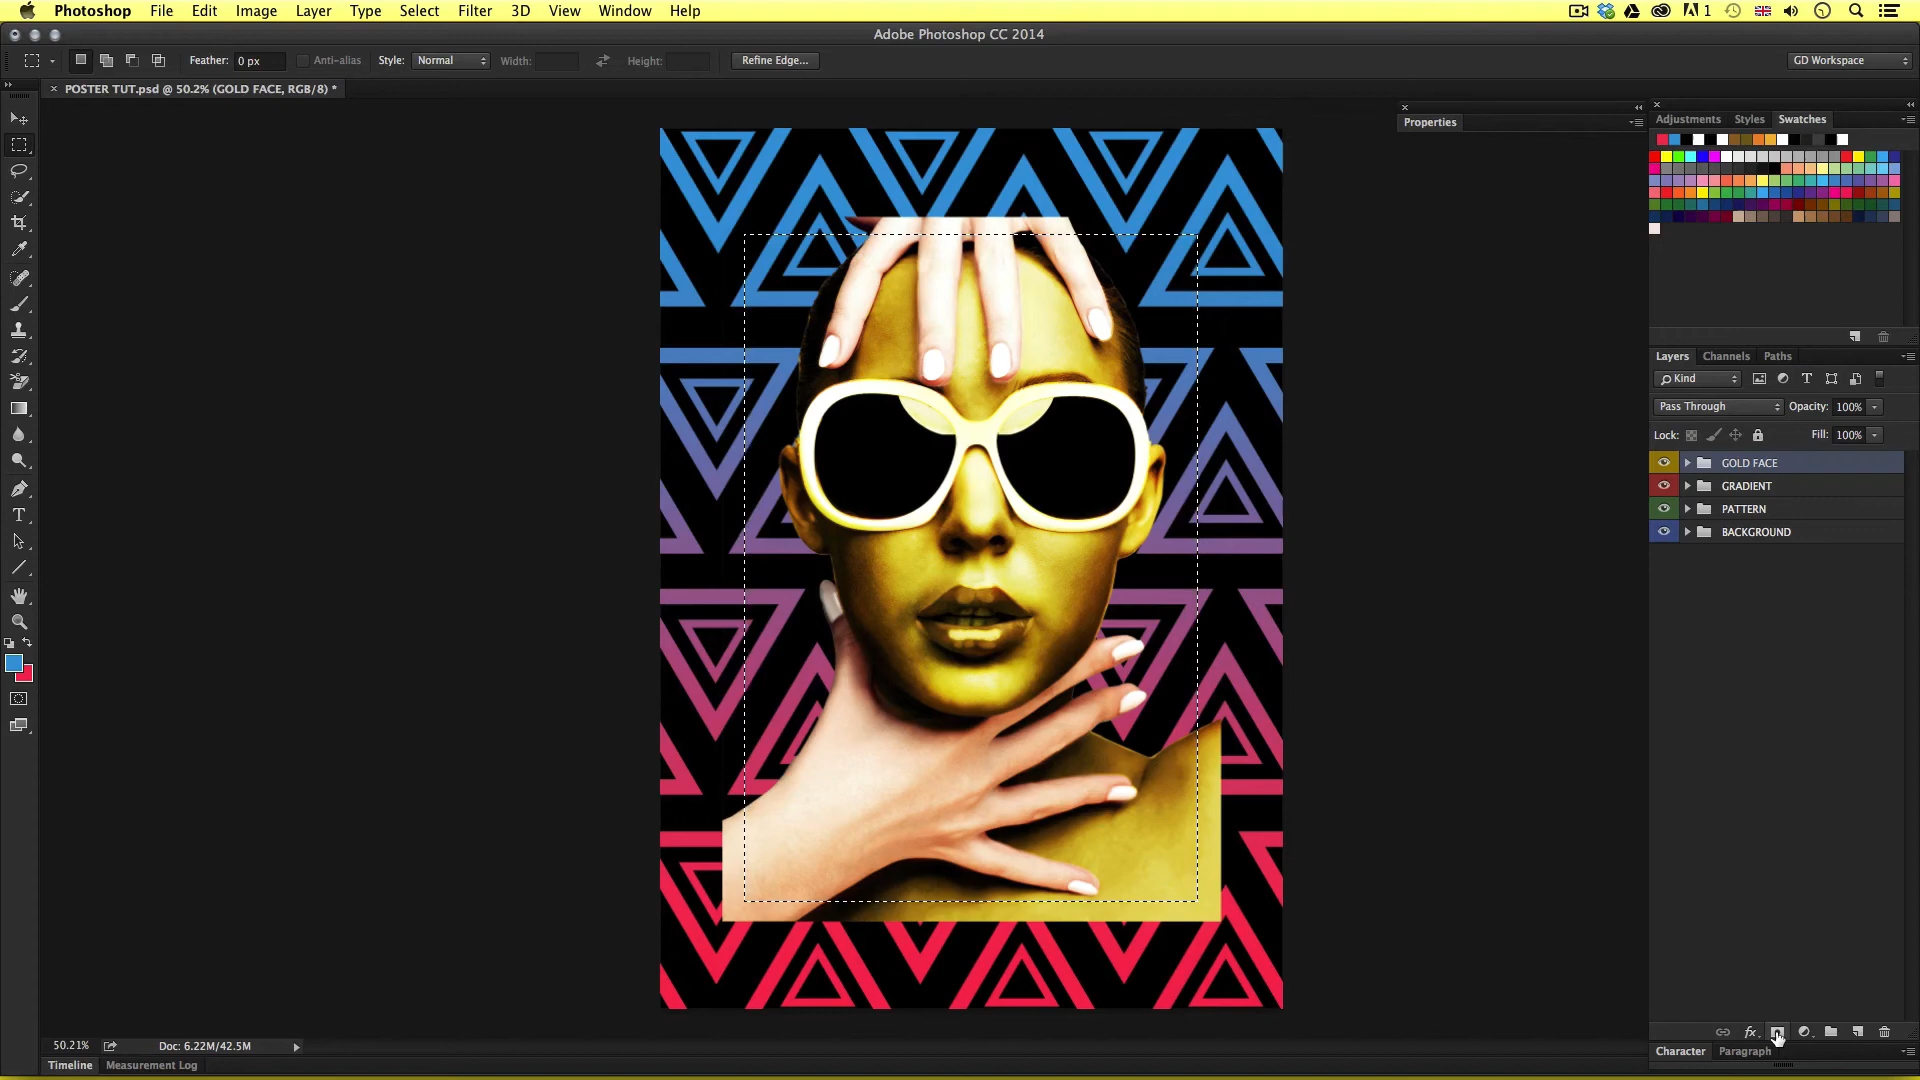 Photoshop File Edit Image Layer Type Select Filter 3D View Window Help 1
Adobe Photoshop CC 2014
Feather: 0 px Anti-alias Style: Normal Width: Height: Refine Edge... GD Workspace
× POSTER TUT.psd @ 50.2% (GOLD FACE, RGB/8) *
Properties
Adjustments Styles Swatches
Layers Channels Paths
Kind
Pass Through Opacity: 100%
Lock: Fill: 100%
GOLD FACE
GRADIENT
PATTERN
BACKGROUND
fx
50.21% Doc: 6.22M/42.5M
Character Paragraph
Timeline Measurement Log